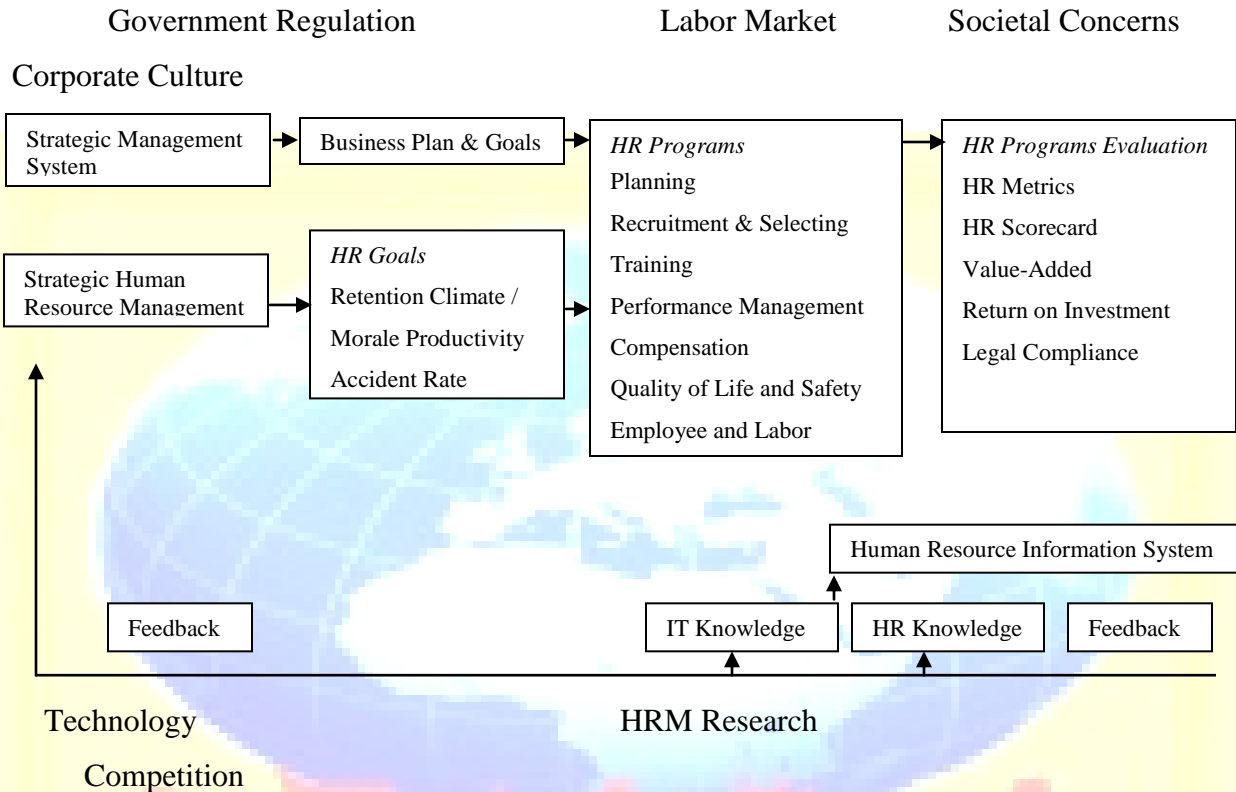 Government Regulation
Labor Market
Societal Concerns
Corporate Culture
Strategic Management
System
Business Plan & Goals
HR Programs
Planning
Recruitment & Selecting
Training
Performance Management
Compensation
Quality of Life and Safety
Employee and Labor
HR Programs Evaluation
HR Metrics
HR Scorecard
Value-Added
Return on Investment
Legal Compliance
Strategic Human
Resource Management
HR Goals
Retention Climate /
Morale Productivity
Accident Rate
Human Resource Information System
Feedback
IT Knowledge
HR Knowledge
Feedback
Technology
HRM Research
Competition